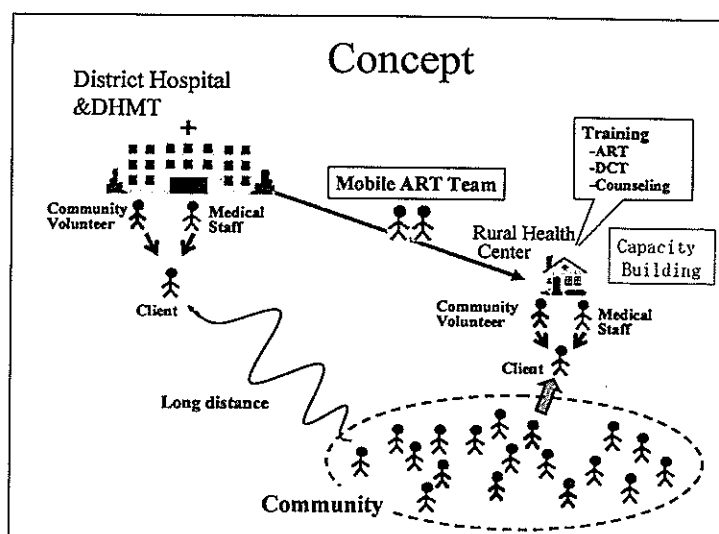 Concept
District Hospital
&DHMT
Training
-ART
-DCT
-Counseling
Mobile ART Team
Community
Volunteer
Medical
Staff
Rural Health
Center
Capacity
Building
Client
Community
Volunteer
Medical
Staff
Client
Long distance
Community